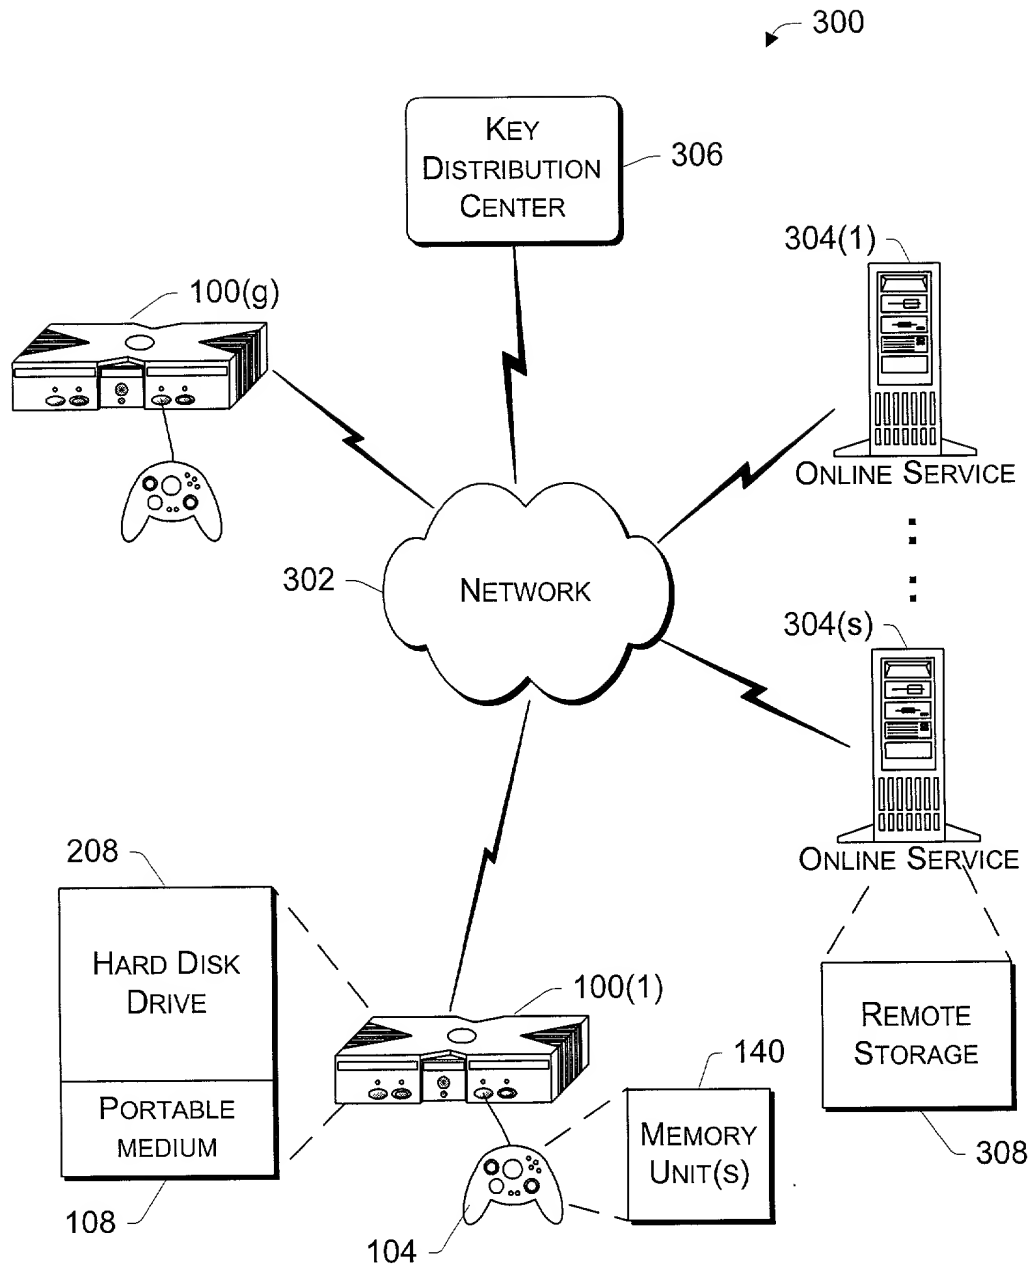 300
KEY
DISTRIBUTION
CENTER
306
304(1)
100(g)
ONLINE SERVICE
302
NETWORK
304(s)
ONLINE SERVICE
208
HARD DISK
DRIVE
PORTABLE
MEDIUM
108
100(1)
104
140
MEMORY
UNIT(S)
REMOTE
STORAGE
308